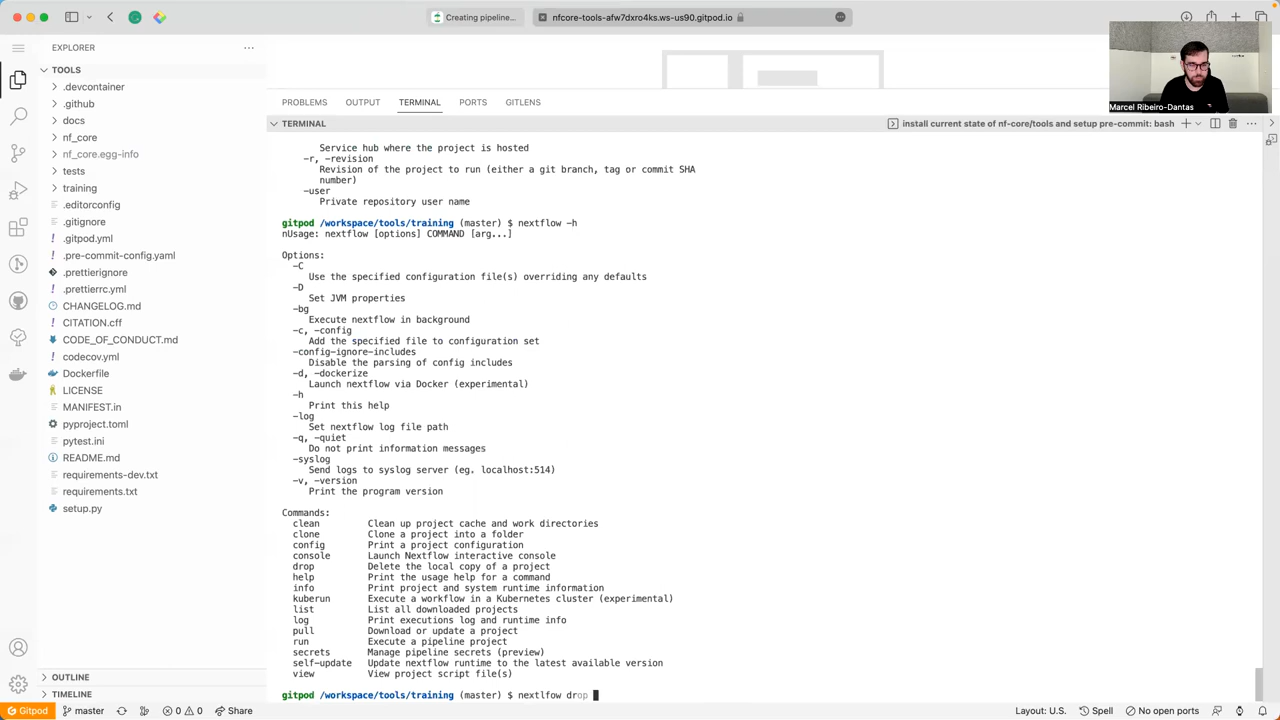 Creating pipeline...
nfcore-tools-afw7dxro4ks.ws-us90.gitpod.io
Marcel Ribeiro-Dantas
EXPLORER
TOOLS
.devcontainer
.github
docs
nf_core
nf_core.egg-info
tests
training
.editorconfig
.gitignore
.gitpod.yml
.pre-commit-config.yaml
.prettierignore
.prettierrc.yml
CHANGELOG.md
CITATION.cff
CODE_OF_CONDUCT.md
codecov.yml
Dockerfile
LICENSE
MANIFEST.in
pyproject.toml
pytest.ini
README.md
requirements-dev.txt
requirements.txt
setup.py
OUTLINE
TIMELINE
PROBLEMS OUTPUT TERMINAL PORTS GITLENS
TERMINAL
install current state of nf-core/tools and setup pre-commit: bash
Service hub where the project is hosted
-r, -revision
Revision of the project to run (either a git branch, tag or commit SHA
number)
-user
Private repository user name
gitpod /workspace/tools/training (master) $ nextflow -h
nUsage: nextflow [options] COMMAND [arg...]
Options:
-C
Use the specified configuration file(s) overriding any defaults
-D
Set JVM properties
-bg
Execute nextflow in background
-c, -config
Add the specified file to configuration set
-config-ignore-includes
Disable the parsing of config includes
-d, -dockerize
Launch nextflow via Docker (experimental)
-h
Print this help
-log
Set nextflow log file path
-q, -quiet
Do not print information messages
-syslog
Send logs to syslog server (eg. localhost:514)
-v, -version
Print the program version
Commands:
clean Clean up project cache and work directories
clone Clone a project into a folder
config Print a project configuration
console Launch Nextflow interactive console
drop Delete the local copy of a project
help Print the usage help for a command
info Print project and system runtime information
kuberun Execute a workflow in a Kubernetes cluster (experimental)
list List all downloaded projects
log Print executions log and runtime info
pull Download or update a project
run Execute a pipeline project
secrets Manage pipeline secrets (preview)
self-update Update nextflow runtime to the latest available version
view View project script file(s)
gitpod /workspace/tools/training (master) $ nextlfow drop
Gitpod master 0 0 Share Layout: U.S. Spell No open ports